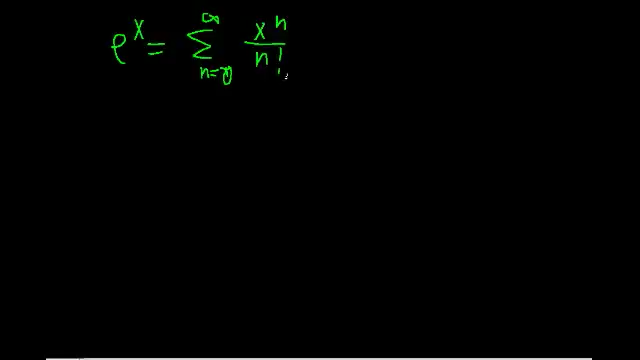 e^x = ∑_{n=0}^{∞} x^n / n!